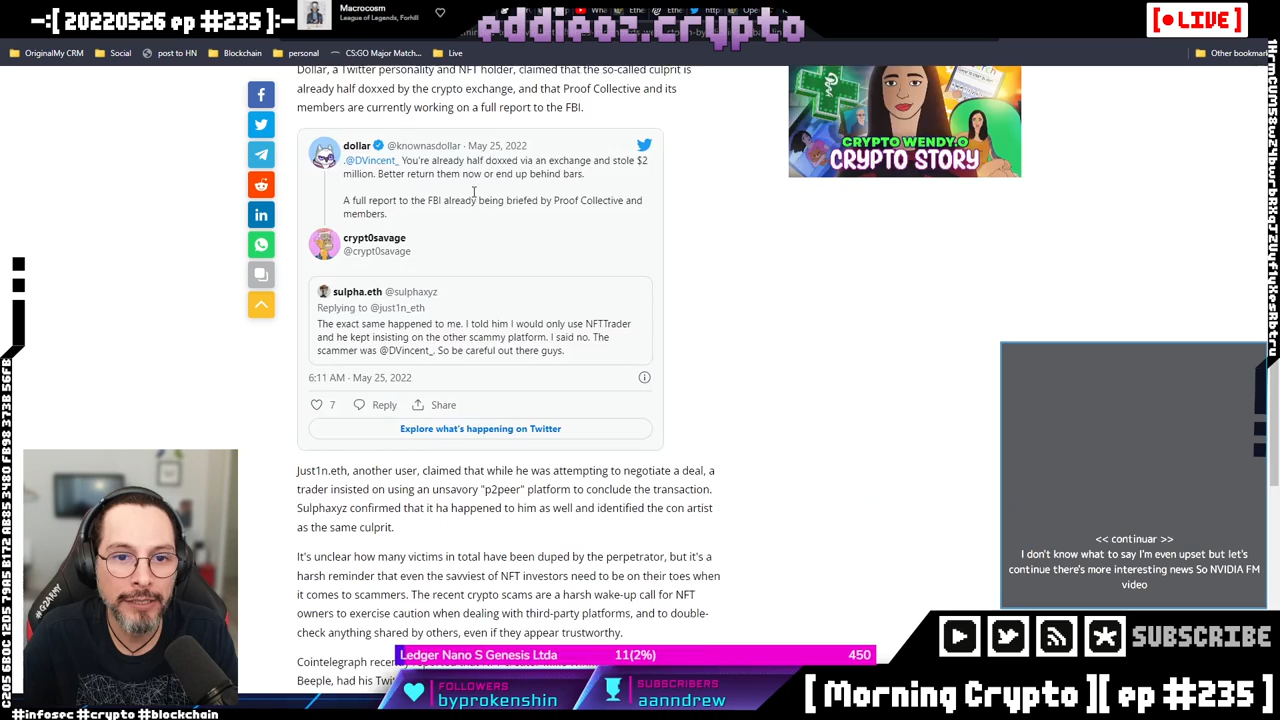 -:[ 20220526 ep #235]:-
Macrocosm
League of Legends, Forhill
eddieoz.crypto
[ • LIVE ]
OriginalMy CRM
Social
post to HN
Blockchain
personal
CS:GO Major Match...
Live
Other bookmar
Dollar, a Twitter personality and NFT holder, claimed that the so-called culprit is
already half doxxed by the crypto exchange, and that Proof Collective and its
members are currently working on a full report to the FBI.
dollar @knownasdollar · May 25, 2022
.@DVincent_ You're already half doxxed via an exchange and stole $2
million. Better return them now or end up behind bars.
A full report to the FBI already being briefed by Proof Collective and
members.
crypt0savage
@crypt0savage
sulpha.eth @sulphaxyz
Replying to @just1n_eth
The exact same happened to me. I told him I would only use NFTTrader
and he kept insisting on the other scammy platform. I said no. The
scammer was @DVincent_. So be careful out there guys.
6:11 AM · May 25, 2022
7
Reply
Share
Explore what's happening on Twitter
Just1n.eth, another user, claimed that while he was attempting to negotiate a deal, a
trader insisted on using an unsavory "p2peer" platform to conclude the transaction.
Sulphaxyz confirmed that it ha happened to him as well and identified the con artist
as the same culprit.
It's unclear how many victims in total have been duped by the perpetrator, but it's a
harsh reminder that even the savviest of NFT investors need to be on their toes when
it comes to scammers. The recent crypto scams are a harsh wake-up call for NFT
owners to exercise caution when dealing with third-party platforms, and to double-
check anything shared by others, even if they appear trustworthy.
Cointelegraph
Beeple, had his Twi
CRYPTO WENDY.O
CRYPTO STORY
<< continuar >>
I don't know what to say I'm even upset but let's
continue there's more interesting news So NVIDIA FM
video
#G2ARMY
Ledger Nano S Genesis Ltda
11(2%)
450
FOLLOWERS
byprokenshin
SUBSCRIBERS
aanndrew
SUBSCRIBE
[ Morning Crypto ][ ep #235 ]
#infosec #crypto #blockchain